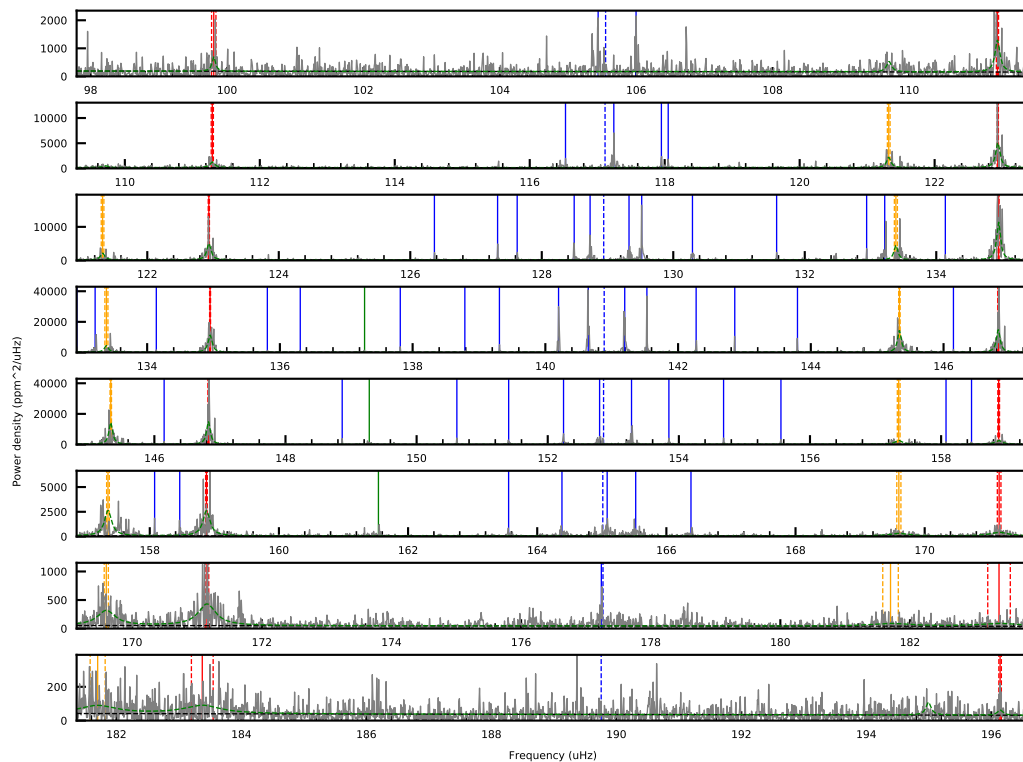 2000
1000
0
98 100 102 104 106 108 110
10000
5000
0
110 112 114 116 118 120 122
10000
0
122 124 126 128 130 132 134
40000
20000
0
134 136 138 140 142 144 146
40000
20000
0
146 148 150 152 154 156 158
5000
2500
0
158 160 162 164 166 168 170
1000
500
0
170 172 174 176 178 180 182
200
0
182 184 186 188 190 192 194 196
Power density (ppm^2/uHz)
Frequency (uHz)